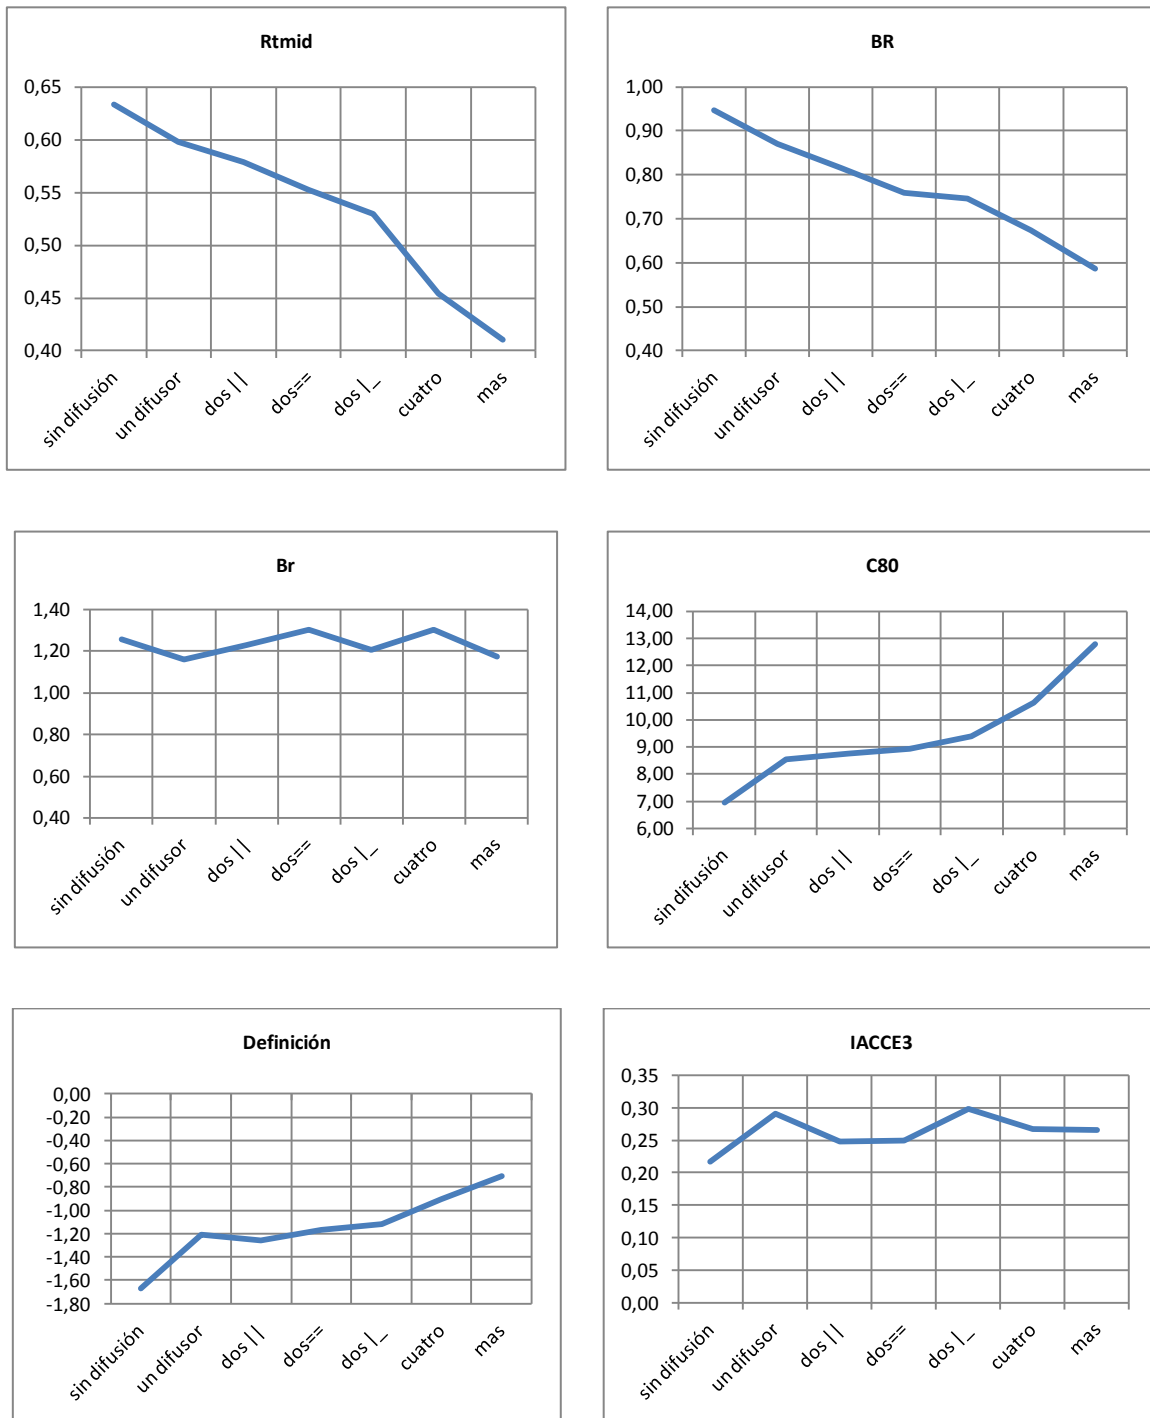 Rtmid
0,65
0,60
0,55
0,50
0,45
0,40
sin difusión
un difusor
dos ||
dos==
dos |_
cuatro
mas
BR
1,00
0,90
0,80
0,70
0,60
0,50
0,40
sin difusión
un difusor
dos ||
dos==
dos |_
cuatro
mas
Br
1,40
1,20
1,00
0,80
0,60
0,40
sin difusión
un difusor
dos ||
dos==
dos |_
cuatro
mas
C80
14,00
13,00
12,00
11,00
10,00
9,00
8,00
7,00
6,00
sin difusión
un difusor
dos ||
dos==
dos |_
cuatro
mas
Definición
0,00
-0,20
-0,40
-0,60
-0,80
-1,00
-1,20
-1,40
-1,60
-1,80
sin difusión
un difusor
dos ||
dos==
dos |_
cuatro
mas
IACCE3
0,35
0,30
0,25
0,20
0,15
0,10
0,05
0,00
sin difusión
un difusor
dos ||
dos==
dos |_
cuatro
mas